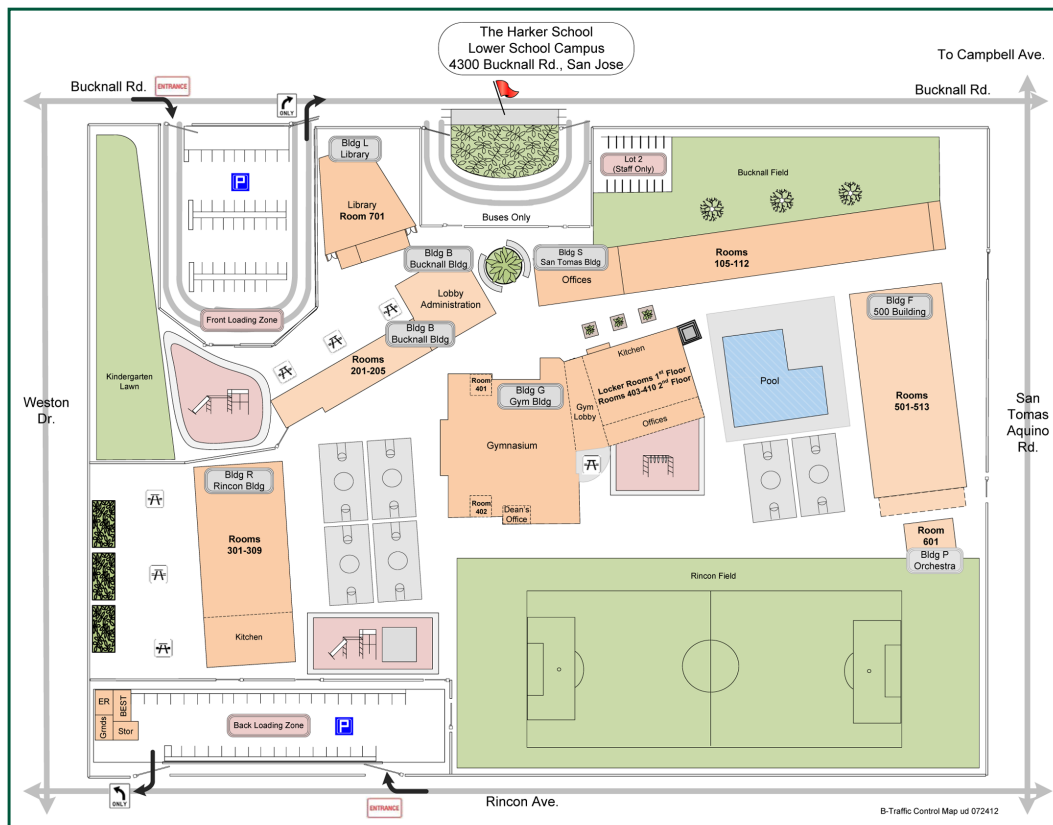 The Harker School
Lower School Campus
4300 Bucknall Rd., San Jose
To Campbell Ave.
Bucknall Rd.
ENTRANCE
ONLY
Bucknall Rd.
Bldg L
Library
Lot 2
(Staff Only)
Bucknall Field
P
Library
Room 701
Buses Only
Bldg B
Bucknall Bldg
Bldg S
San Tomas Bldg
Offices
Rooms
105-112
Lobby
Administration
Bldg F
500 Building
Front Loading Zone
Bldg B
Bucknall Bldg
Rooms
201-205
Kitchen
Locker Rooms 1st Floor
Rooms 403-410 2nd Floor
Kindergarten
Lawn
Room
401
Bldg G
Gym Bldg
Gym
Lobby
Offices
Pool
Rooms
501-513
Weston
Dr.
San
Tomas
Aquino
Rd.
Gymnasium
Bldg R
Rincon Bldg
Room
402
Dean's
Office
Rooms
301-309
Room
601
Bldg P
Orchestra
Rincon Field
Kitchen
ER
BEST
Grnds
Stor
Back Loading Zone
P
ONLY
ENTRANCE
Rincon Ave.
B-Traffic Control Map ud 072412